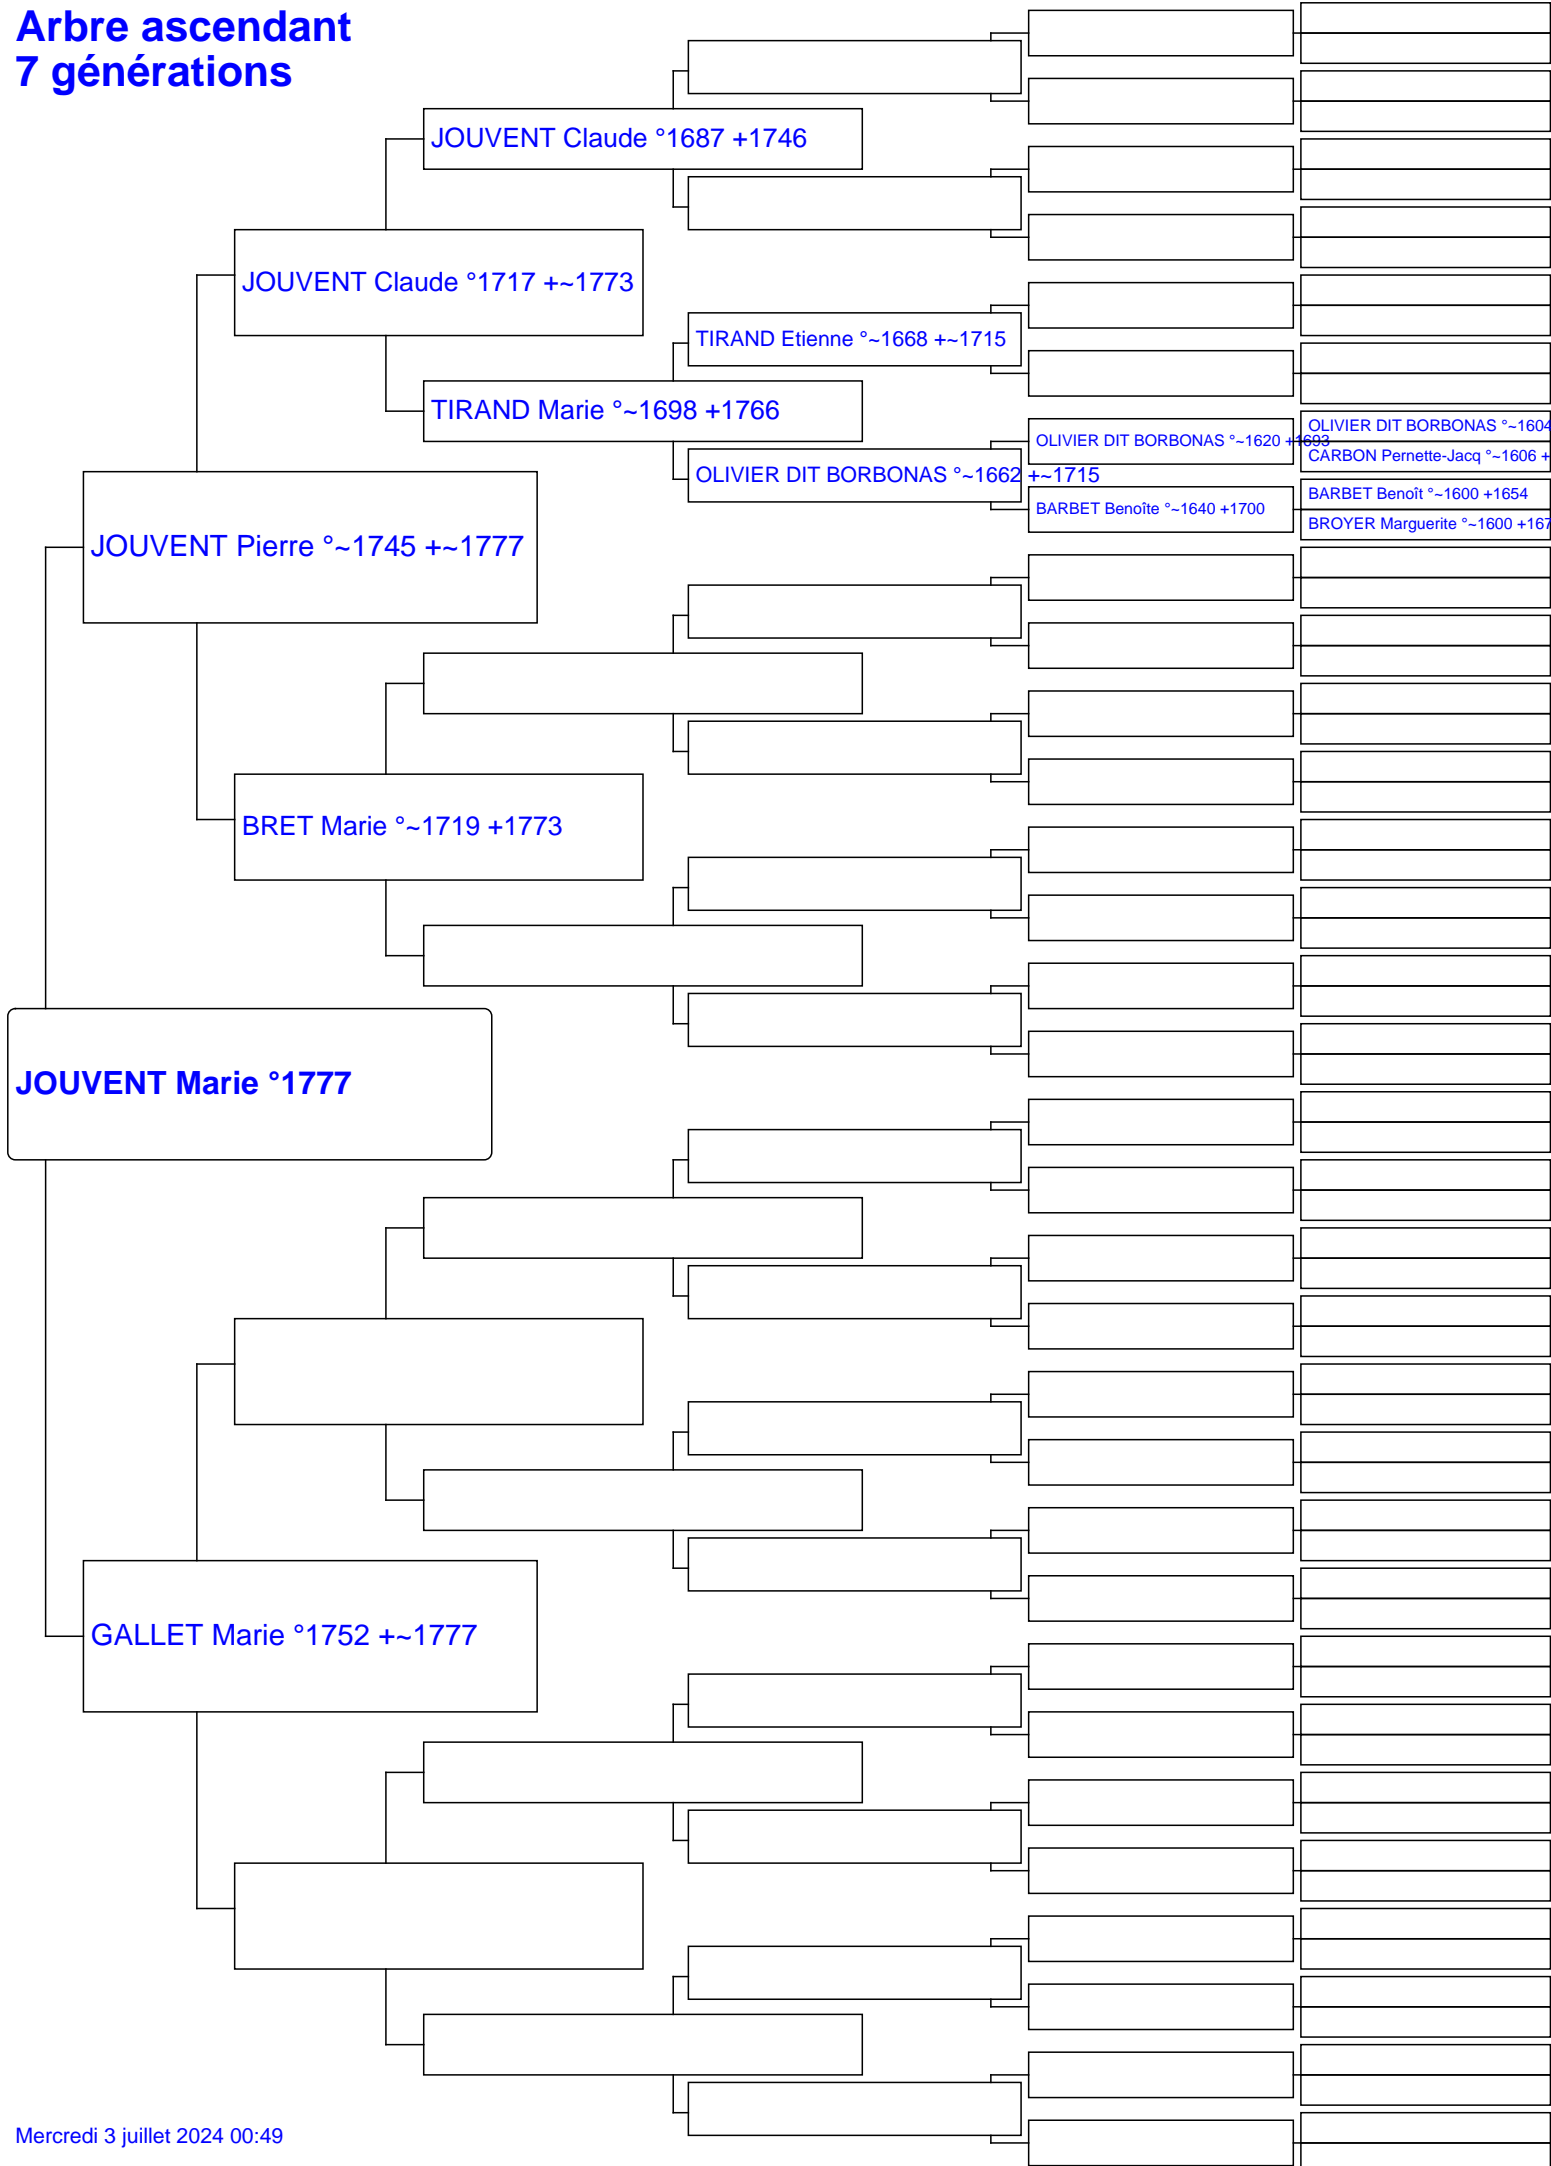 Arbre ascendant
7 générations
JOUVENT Claude °1687 +1746
JOUVENT Claude °1717 +~1773
TIRAND Etienne °~1668 +~1715
TIRAND Marie °~1698 +1766
OLIVIER DIT BORBONAS °~1604
OLIVIER DIT BORBONAS °~1620 +1693
CARBON Pernette-Jacq °~1606 +
OLIVIER DIT BORBONAS °~1662 +~1715
BARBET Benoît °~1600 +1654
BARBET Benoîte °~1640 +1700
BROYER Marguerite °~1600 +167
JOUVENT Pierre °~1745 +~1777
BRET Marie °~1719 +1773
JOUVENT Marie °1777
GALLET Marie °1752 +~1777
Mercredi 3 juillet 2024 00:49